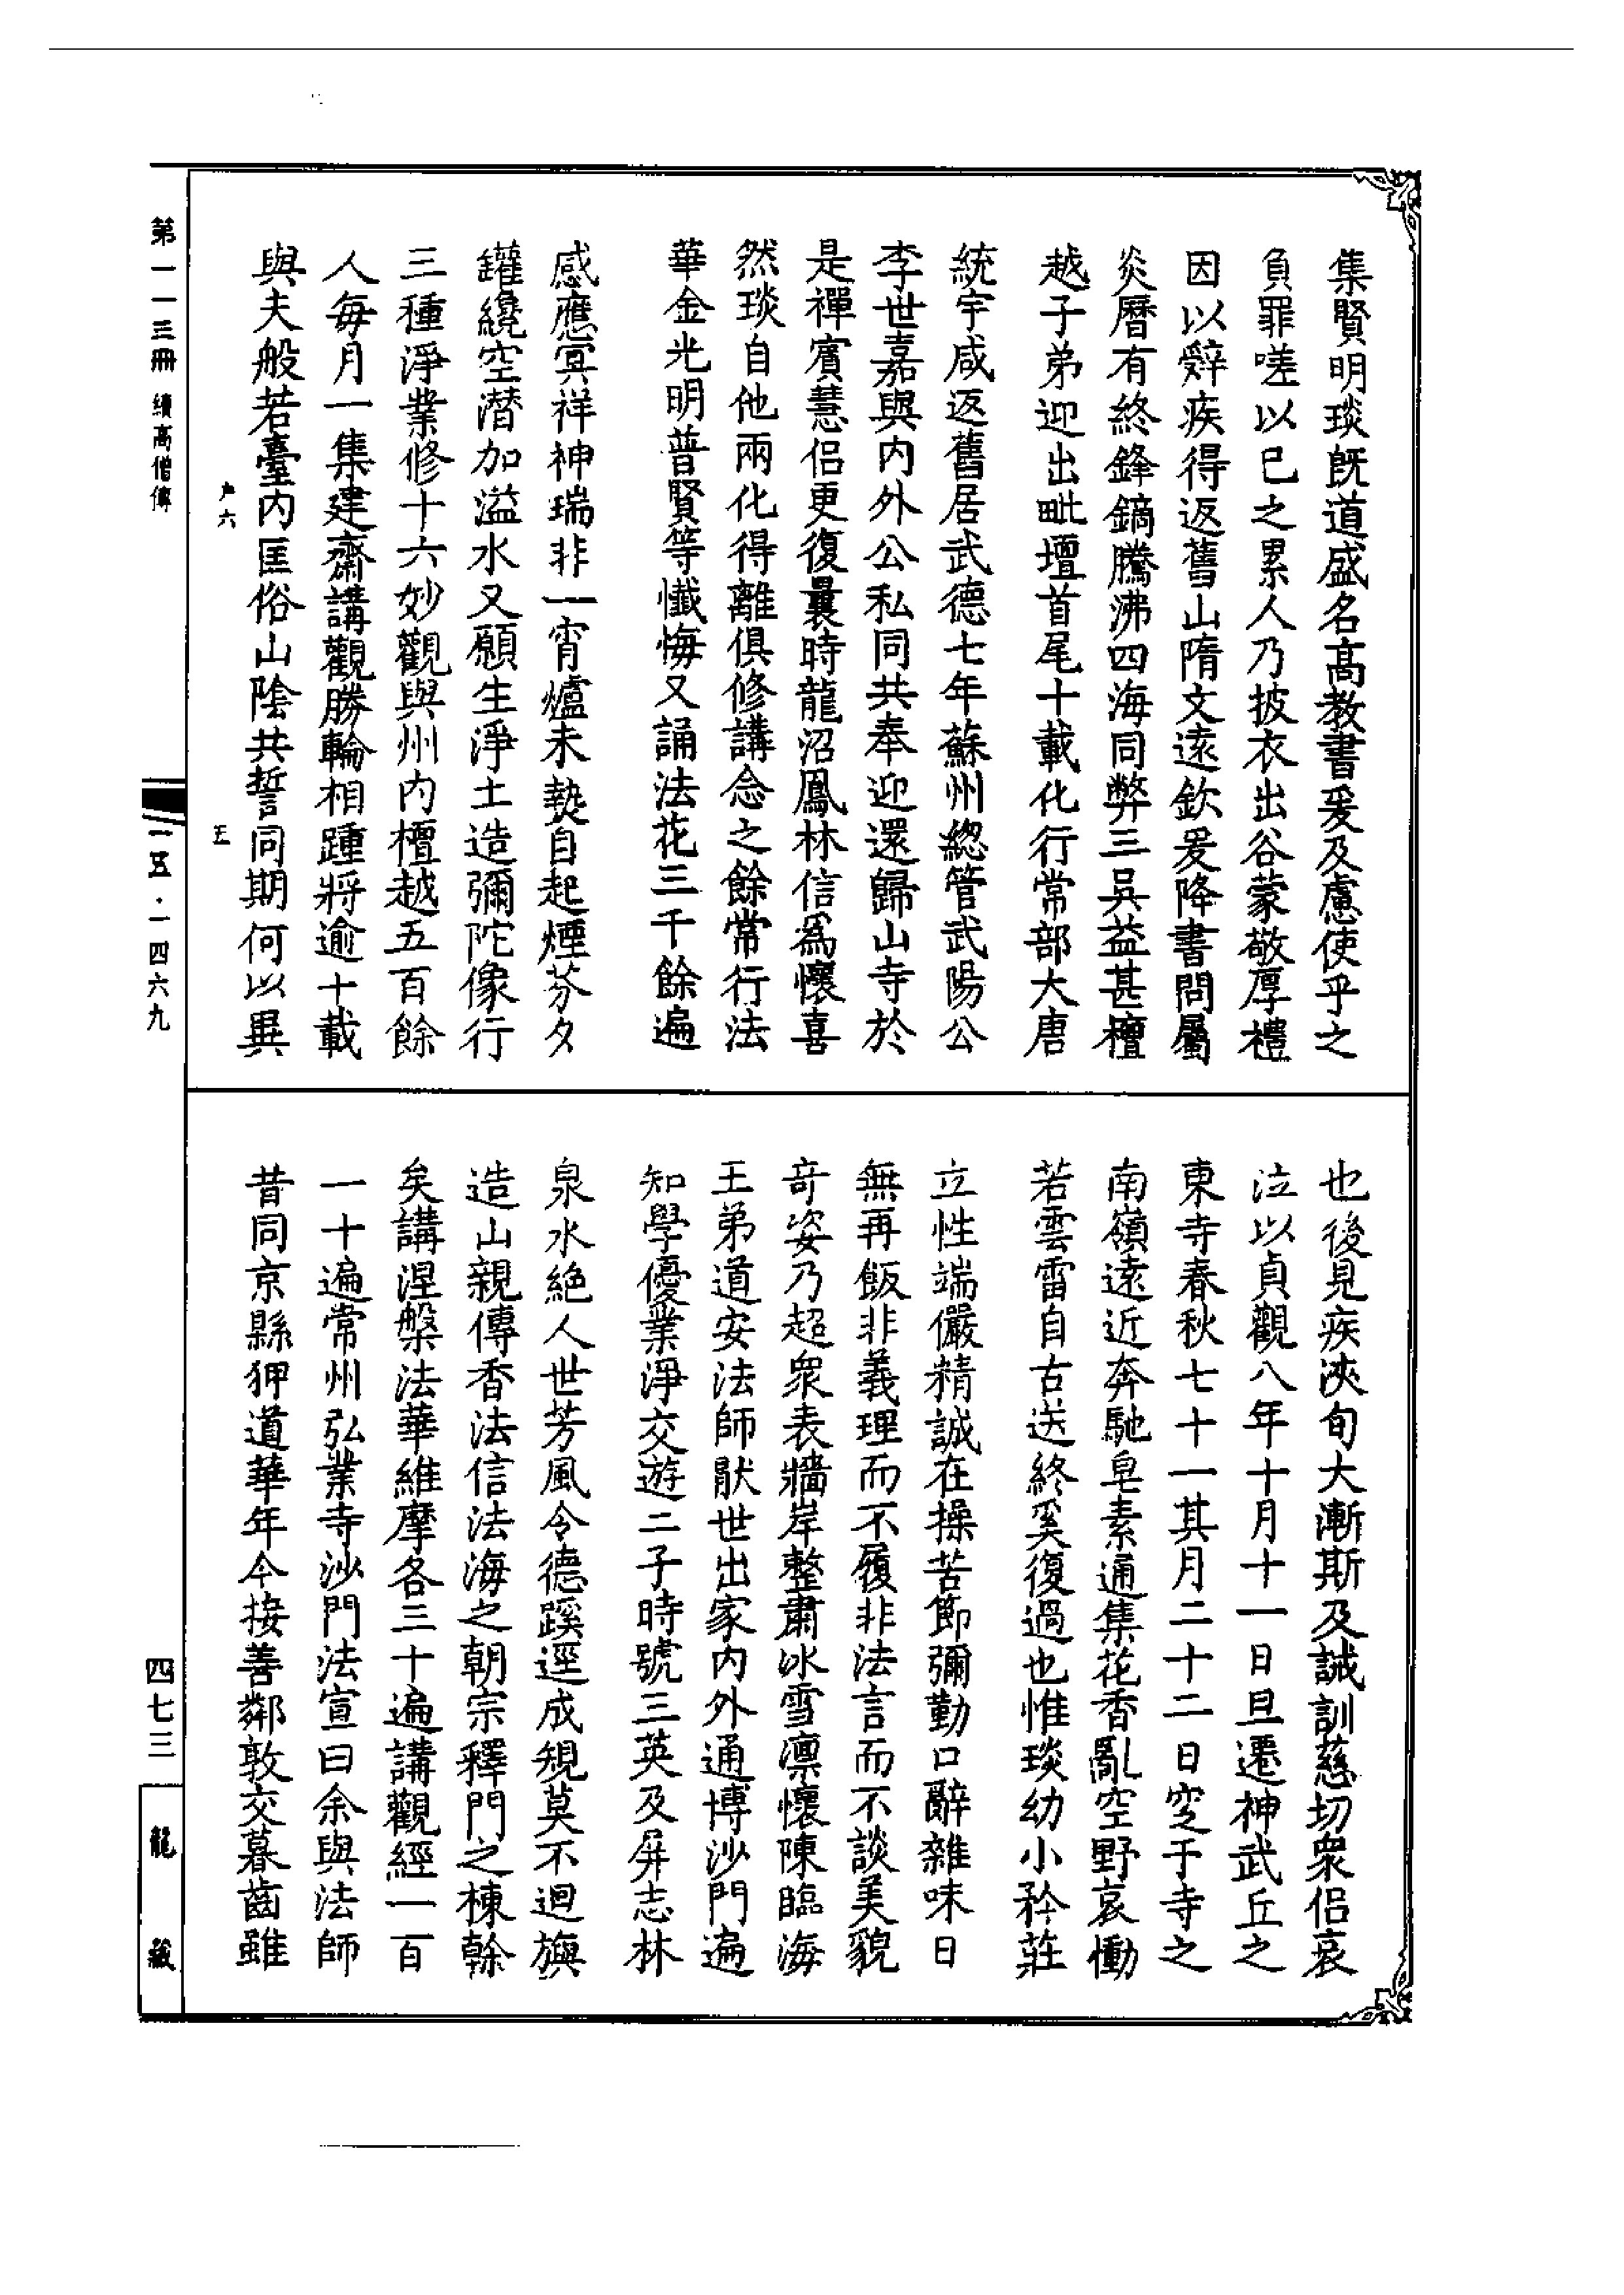 集賢明琰旣道盛名高教書爰及慮使乎之
負罪嗟以已之累人乃披衣出谷蒙敬厚禮
因以辤疾得返舊山隋文遠欽爰降書問屬
炎曆有終鋒鏑騰沸四海同弊三吳益甚檀
越子弟迎出毗壇首尾十載化行常部大唐
統宇咸返舊居武德七年蘇州緫管武陽公
李世嘉與内外公私同共奉迎還歸山寺於
是禪賓慧侶更復曩時龍沼鳳林信爲懷喜
然琰自他兩化得離俱修講念之餘常行法
華金光明普賢等懺悔又誦法花三千餘遍
感應冥祥神瑞非一宵爐未爇自起煙芬夕
鑵纔空潛加溢水又願生淨土造彌陀像行
三種淨業修十六妙觀與州内檀越五百餘
人每月一集建齋講觀勝輪相踵將逾十載
與夫般若臺内匡俗山陰共誓同期何以異
也後見疾浹旬大漸斯及誡訓慈切衆侶哀
泣以貞觀八年十月十一日旦遷神武丘之
東寺春秋七十一其月二十二日窆于寺之
南嶺遠近奔馳皁素通集花香亂空野哀慟
若雲雷自古送終奚復過也惟琰幼小矜莊
立性端儼精誠在操苦節彌勤口辭雜味日
無再飯非義理而不履非法言而不談美貌
奇姿乃超衆表牆岸整肅冰雪凛懷陳臨海
王弟道安法師猒世出家内外通博沙門遍
知學優業淨交遊二子時號三英及屏志林
泉水絶人世芳風令德蹊逕成規莫不迴旗
造山親傳香法信法海之朝宗釋門之棟榦
矣講涅槃法華維摩各三十遍講觀經一百
一十遍常州弘業寺沙門法宣曰余與法師
昔同京縣狎道華年今接善鄰敦交暮齒雖
第一一三冊 續高僧傳
户六
五
一五·一四六九
四七三
龍藏